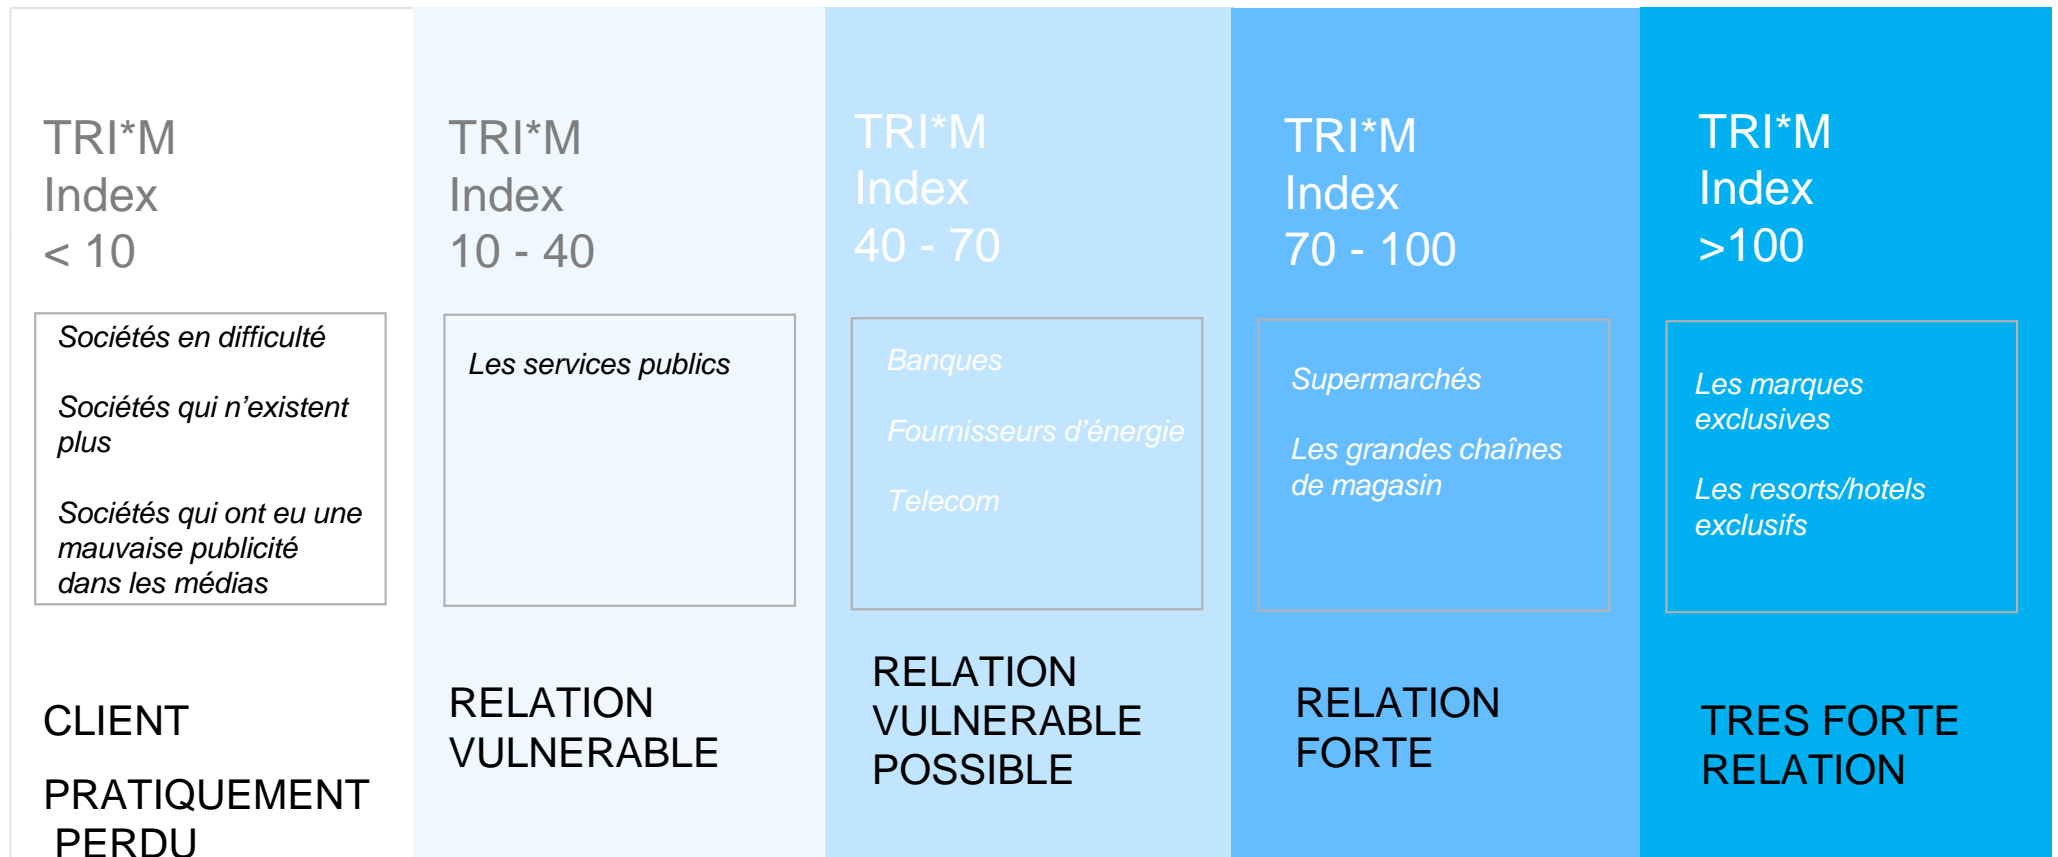 TRI*M
Index
< 10
Sociétés en difficulté
Sociétés qui n’existent
plus
Sociétés qui ont eu une
mauvaise publicité
dans les médias
CLIENT
PRATIQUEMENT
PERDU
TRI*M
Index
10 - 40
Les services publics
RELATION
VULNERABLE
TRI*M
Index
40 - 70
Banques
Fournisseurs d’énergie
Telecom
RELATION
VULNERABLE
POSSIBLE
TRI*M
Index
70 - 100
Supermarchés
Les grandes chaînes
de magasin
RELATION
FORTE
TRI*M
Index
>100
Les marques
exclusives
Les resorts/hotels
exclusifs
TRES FORTE
RELATION